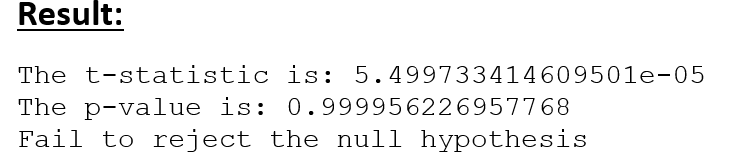 Result:
The t-statistic is: 5.499733414609501e-05
The p-value is: 0.999956226957768
Fail to reject the null hypothesis